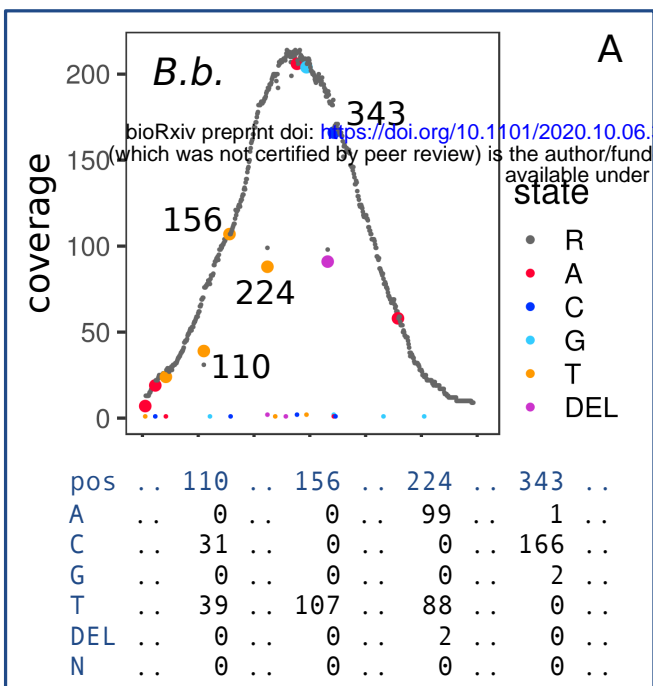 A
B.b.
200
150
100
50
0
coverage
343
156
224
110
bioRxiv preprint doi: https://doi.org/10.1101/2020.10.06.
(which was not certified by peer review) is the author/fund
available under
state
R
A
C
G
T
DEL
pos .. 110 .. 156 .. 224 .. 343 ..
A .. 0 .. 0 .. 99 .. 1 ..
C .. 31 .. 0 .. 0 .. 166 ..
G .. 0 .. 0 .. 0 .. 2 ..
T .. 39 .. 107 .. 88 .. 0 ..
DEL .. 0 .. 0 .. 2 .. 0 ..
N .. 0 .. 0 .. 0 .. 0 ..